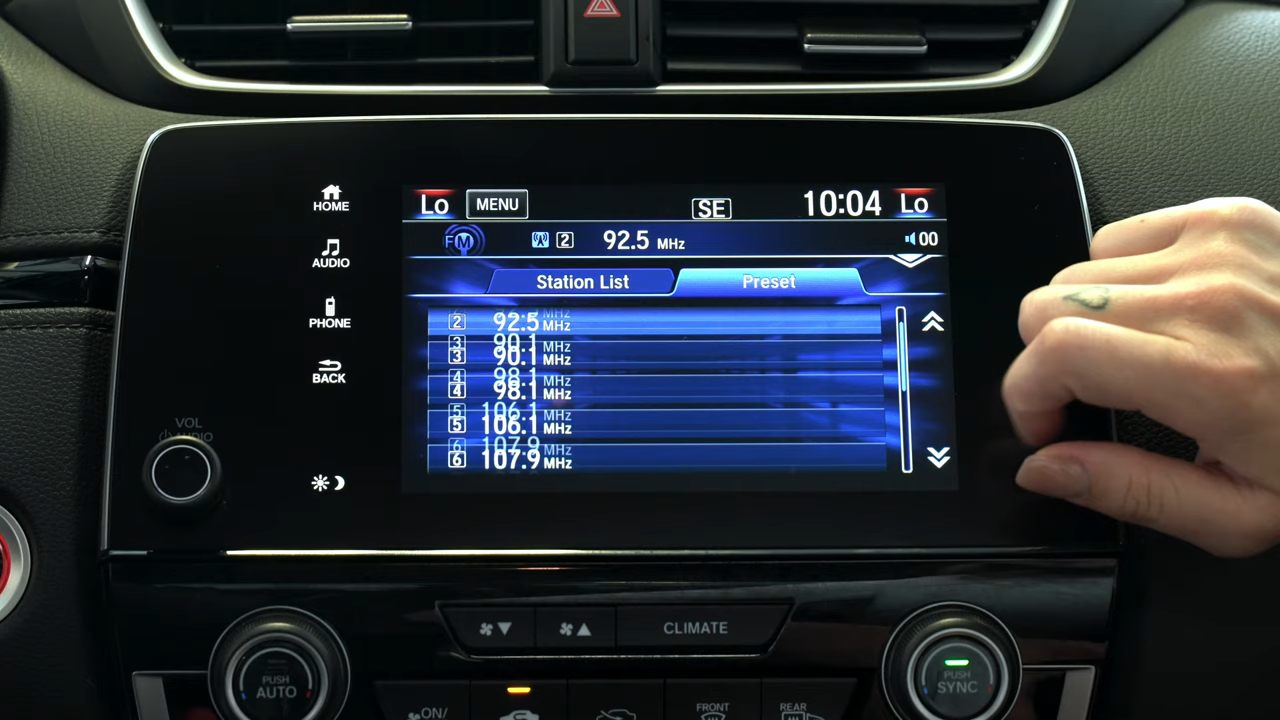 HOME
AUDIO
PHONE
BACK
VOL
AUDIO
Lo MENU SE 10:04 Lo
FM 2 92.5 MHz 00
Station List Preset
2 92.5 MHz
3 90.1 MHz
4 98.1 MHz
5 106.1 MHz
6 107.9 MHz
CLIMATE
PUSH
AUTO
PUSH
SYNC
ON/
FRONT
REAR